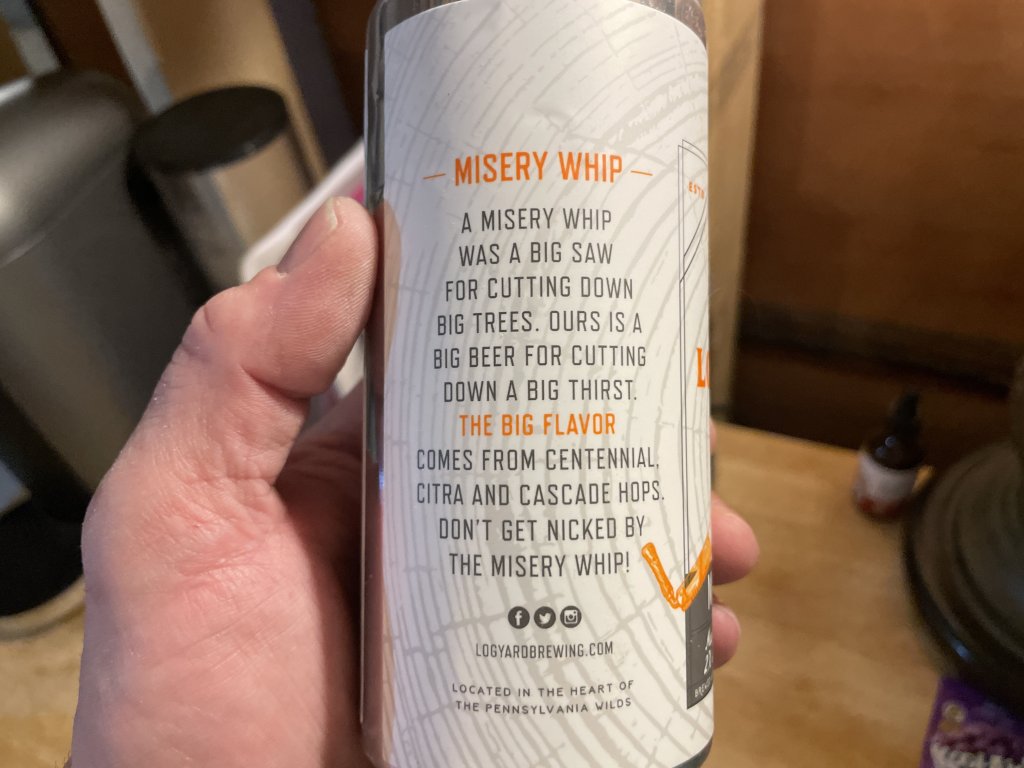 MISERY WHIP
A MISERY WHIP
WAS A BIG SAW
FOR CUTTING DOWN
BIG TREES. OURS IS A
BIG BEER FOR CUTTING
DOWN A BIG THIRST.
THE BIG FLAVOR
COMES FROM CENTENNIAL,
CITRA AND CASCADE HOPS.
DON'T GET NICKED BY
THE MISERY WHIP!
LOGYARDBREWING.COM
LOCATED IN THE HEART OF
THE PENNSYLVANIA WILDS